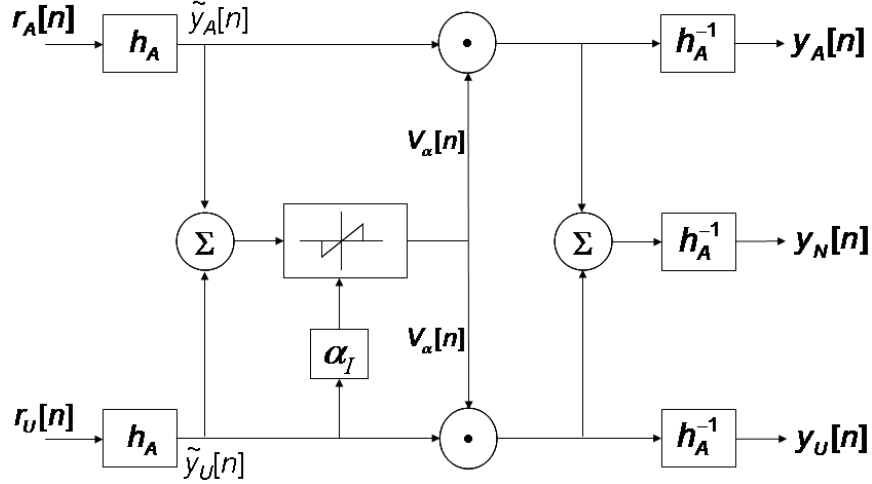 r_A[n] h_A ỹ_A[n] • h_A^{-1} y_A[n]
V_α[n]
Σ Σ h_A^{-1} y_N[n]
α_I V_α[n]
r_U[n] h_A ỹ_U[n] • h_A^{-1} y_U[n]